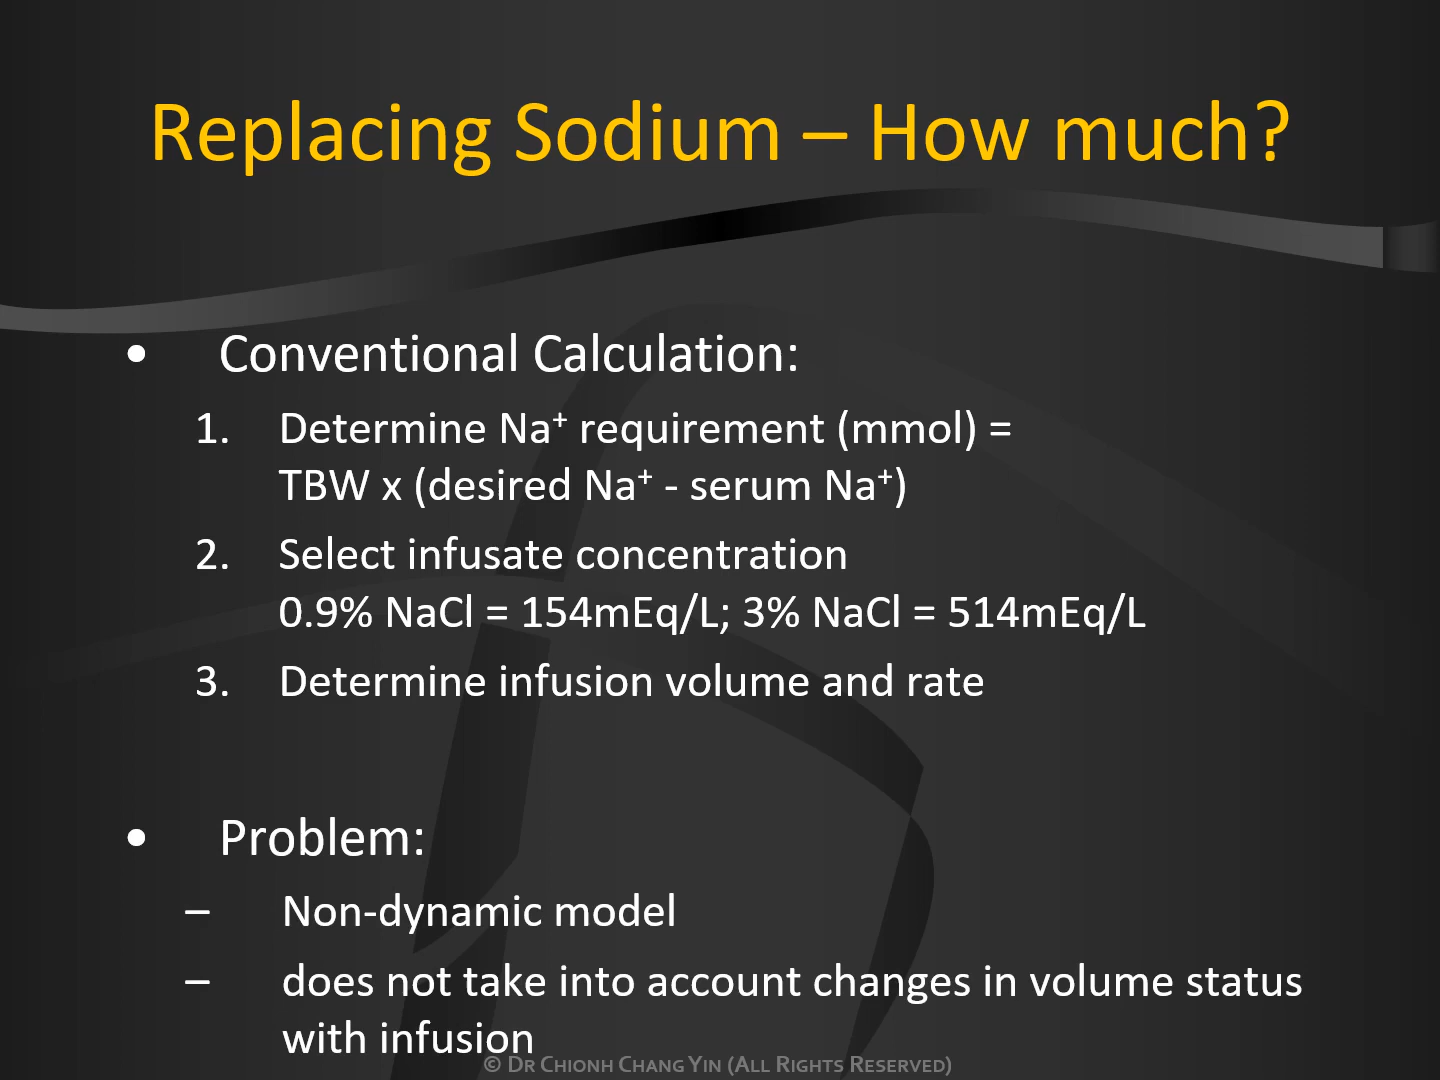 Replacing Sodium – How much?
• Conventional Calculation:
1. Determine Na⁺ requirement (mmol) =
TBW x (desired Na⁺ - serum Na⁺)
2. Select infusate concentration
0.9% NaCl = 154mEq/L; 3% NaCl = 514mEq/L
3. Determine infusion volume and rate
• Problem:
– Non-dynamic model
– does not take into account changes in volume status
with infusion
© DR CHIONH CHANG YIN (ALL RIGHTS RESERVED)